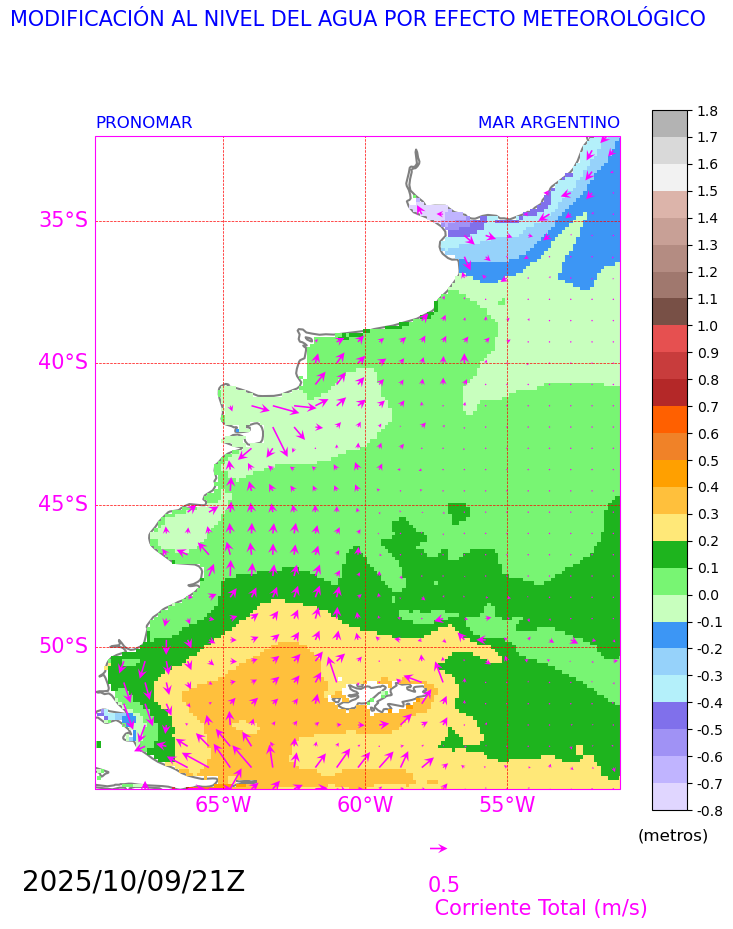 MODIFICACIÓN AL NIVEL DEL AGUA POR EFECTO METEOROLÓGICO
PRONOMAR MAR ARGENTINO
35°S
40°S
45°S
50°S
65°W 60°W 55°W
1.8
1.7
1.6
1.5
1.4
1.3
1.2
1.1
1.0
0.9
0.8
0.7
0.6
0.5
0.4
0.3
0.2
0.1
0.0
-0.1
-0.2
-0.3
-0.4
-0.5
-0.6
-0.7
-0.8
(metros)
2025/10/09/21Z
0.5
Corriente Total (m/s)